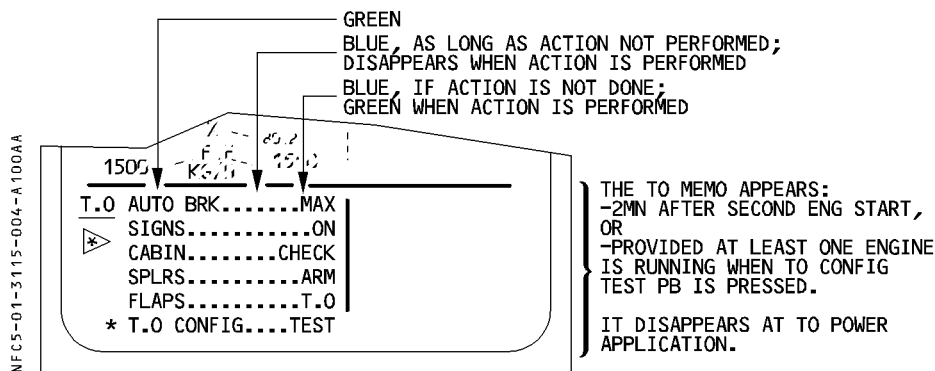 GREEN
BLUE, AS LONG AS ACTION NOT PERFORMED;
DISAPPEARS WHEN ACTION IS PERFORMED
BLUE, IF ACTION IS NOT DONE;
GREEN WHEN ACTION IS PERFORMED
T.O AUTO BRK.......MAX
SIGNS...........ON
*
CABIN........CHECK
SPLRS..........ARM
FLAPS..........T.O
* T.O CONFIG....TEST
THE TO MEMO APPEARS:
-2MN AFTER SECOND ENG START,
OR
-PROVIDED AT LEAST ONE ENGINE
IS RUNNING WHEN TO CONFIG
TEST PB IS PRESSED.
IT DISAPPEARS AT TO POWER
APPLICATION.
NFC5-01-3115-004-A100AA